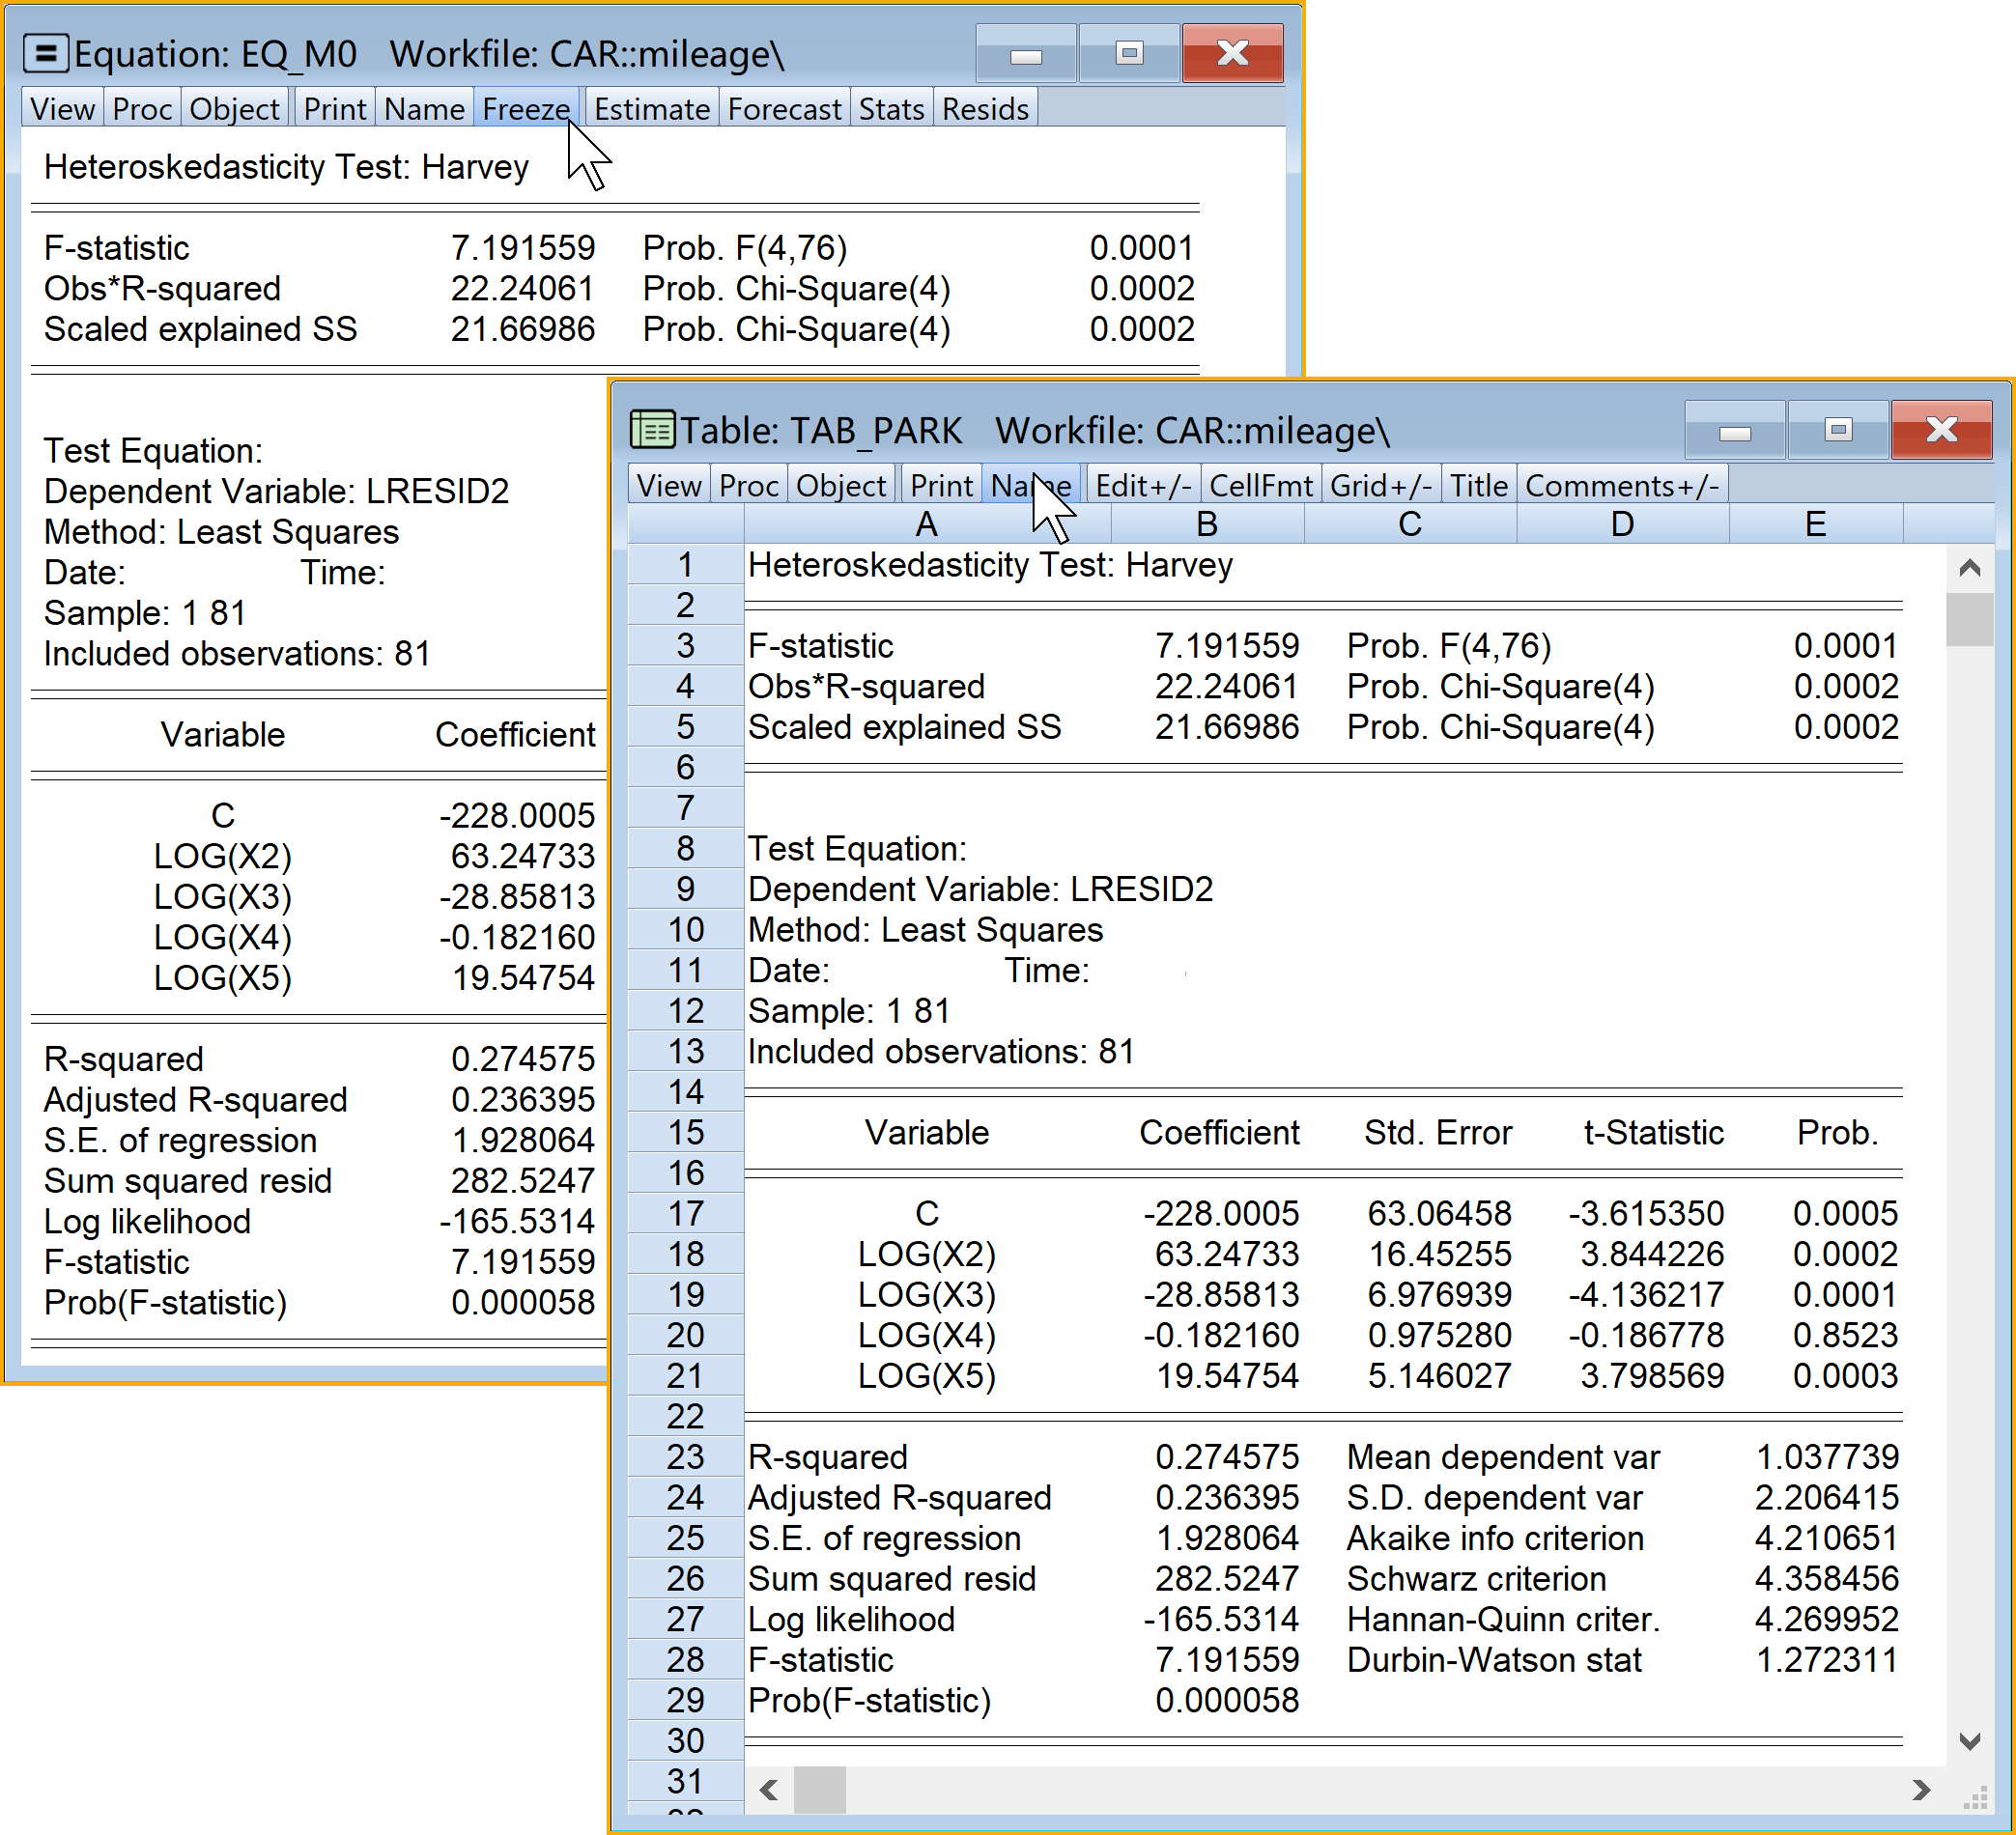 Equation: EQ_M0 Workfile: CAR::mileage\
View Proc Object Print Name Freeze Estimate Forecast Stats Resids
Heteroskedasticity Test: Harvey
F-statistic 7.191559 Prob. F(4,76) 0.0001
Obs*R-squared 22.24061 Prob. Chi-Square(4) 0.0002
Scaled explained SS 21.66986 Prob. Chi-Square(4) 0.0002
Test Equation:
Dependent Variable: LRESID2
Method: Least Squares
Date: Time:
Sample: 1 81
Included observations: 81
Variable Coefficient
C -228.0005
LOG(X2) 63.24733
LOG(X3) -28.85813
LOG(X4) -0.182160
LOG(X5) 19.54754
R-squared 0.274575
Adjusted R-squared 0.236395
S.E. of regression 1.928064
Sum squared resid 282.5247
Log likelihood -165.5314
F-statistic 7.191559
Prob(F-statistic) 0.000058
Table: TAB_PARK Workfile: CAR::mileage\
View Proc Object Print Name Edit+/- CellFmt Grid+/- Title Comments+/-
A B C D E
1 Heteroskedasticity Test: Harvey
2
3 F-statistic 7.191559 Prob. F(4,76) 0.0001
4 Obs*R-squared 22.24061 Prob. Chi-Square(4) 0.0002
5 Scaled explained SS 21.66986 Prob. Chi-Square(4) 0.0002
6
7
8 Test Equation:
9 Dependent Variable: LRESID2
10 Method: Least Squares
11 Date: Time:
12 Sample: 1 81
13 Included observations: 81
14
15 Variable Coefficient Std. Error t-Statistic Prob.
16
17 C -228.0005 63.06458 -3.615350 0.0005
18 LOG(X2) 63.24733 16.45255 3.844226 0.0002
19 LOG(X3) -28.85813 6.976939 -4.136217 0.0001
20 LOG(X4) -0.182160 0.975280 -0.186778 0.8523
21 LOG(X5) 19.54754 5.146027 3.798569 0.0003
22
23 R-squared 0.274575 Mean dependent var 1.037739
24 Adjusted R-squared 0.236395 S.D. dependent var 2.206415
25 S.E. of regression 1.928064 Akaike info criterion 4.210651
26 Sum squared resid 282.5247 Schwarz criterion 4.358456
27 Log likelihood -165.5314 Hannan-Quinn criter. 4.269952
28 F-statistic 7.191559 Durbin-Watson stat 1.272311
29 Prob(F-statistic) 0.000058
30
31